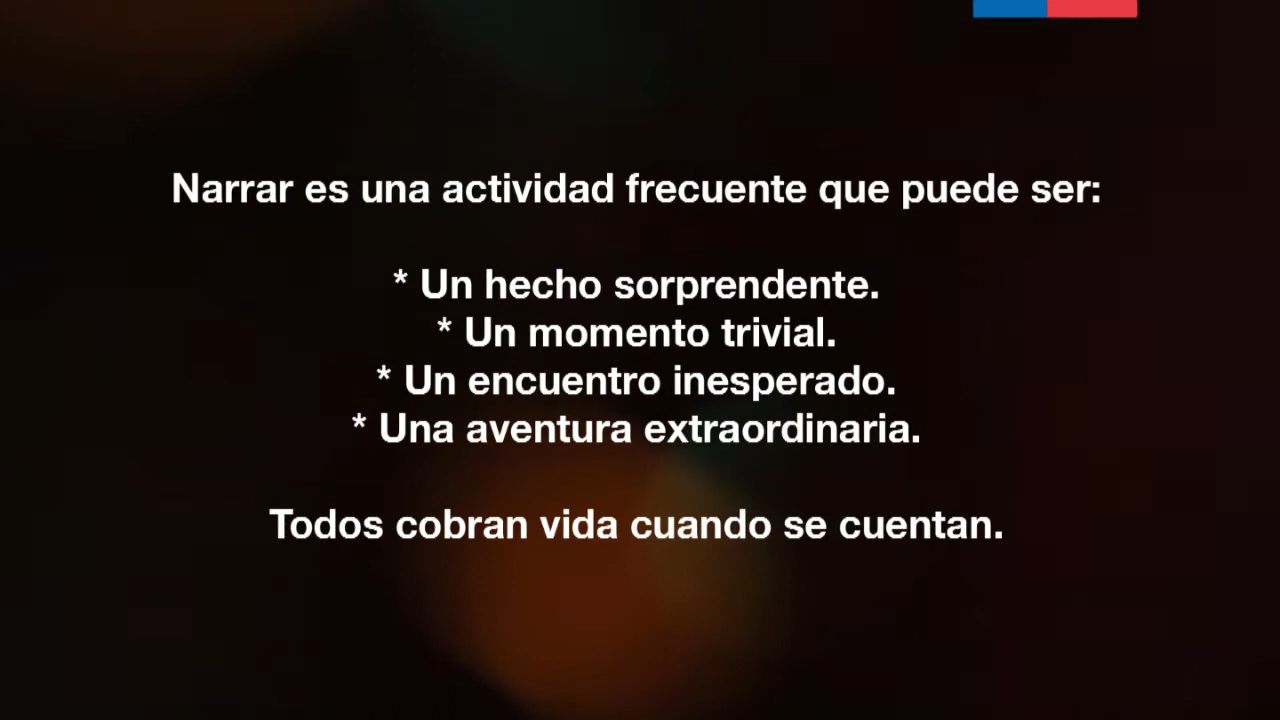 Narrar es una actividad frecuente que puede ser:
* Un hecho sorprendente.
* Un momento trivial.
* Un encuentro inesperado.
* Una aventura extraordinaria.
Todos cobran vida cuando se cuentan.